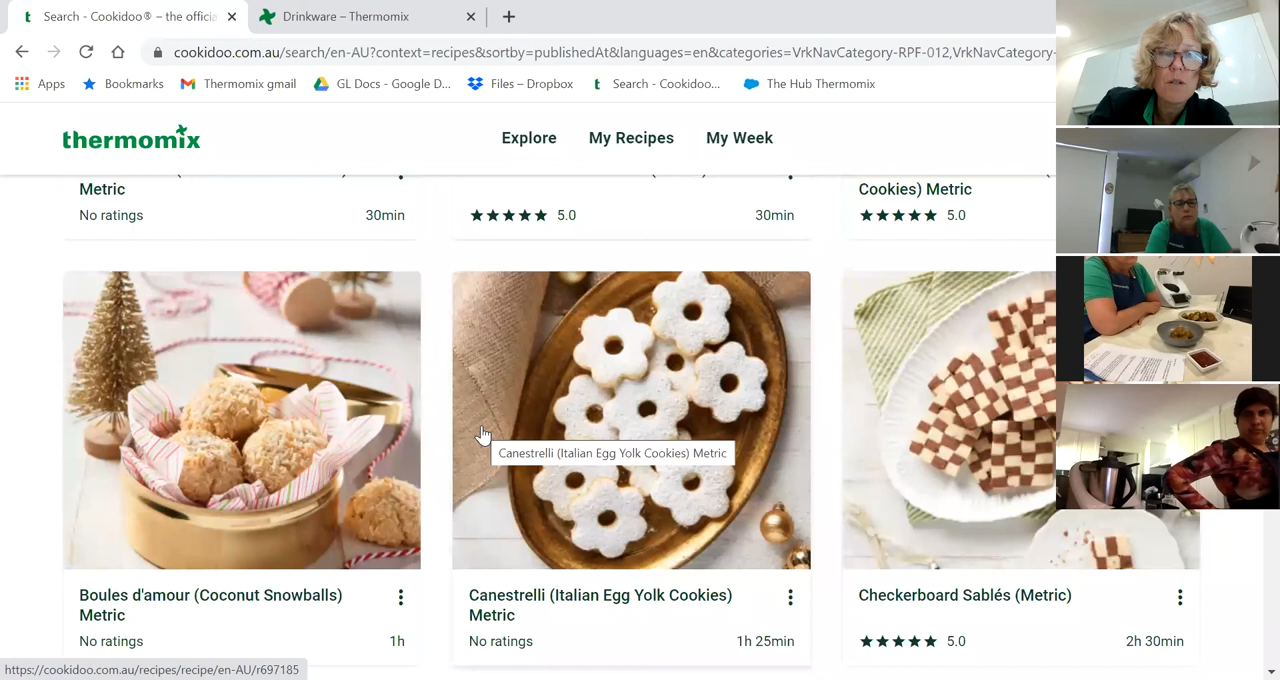 Search - Cookidoo® – the officia
Drinkware – Thermomix
cookidoo.com.au/search/en-AU?context=recipes&sortby=publishedAt&languages=en&categories=VrkNavCategory-RPF-012,VrkNavCategory-
Apps
Bookmarks
Thermomix gmail
GL Docs - Google D...
Files – Dropbox
Search - Cookidoo...
The Hub Thermomix
thermomix
Explore
My Recipes
My Week
Metric
No ratings
30min
5.0
30min
Cookies) Metric
5.0
Canestrelli (Italian Egg Yolk Cookies) Metric
Boules d'amour (Coconut Snowballs)
Metric
No ratings
1h
Canestrelli (Italian Egg Yolk Cookies)
Metric
No ratings
1h 25min
Checkerboard Sablés (Metric)
5.0
2h 30min
https://cookidoo.com.au/recipes/recipe/en-AU/r697185